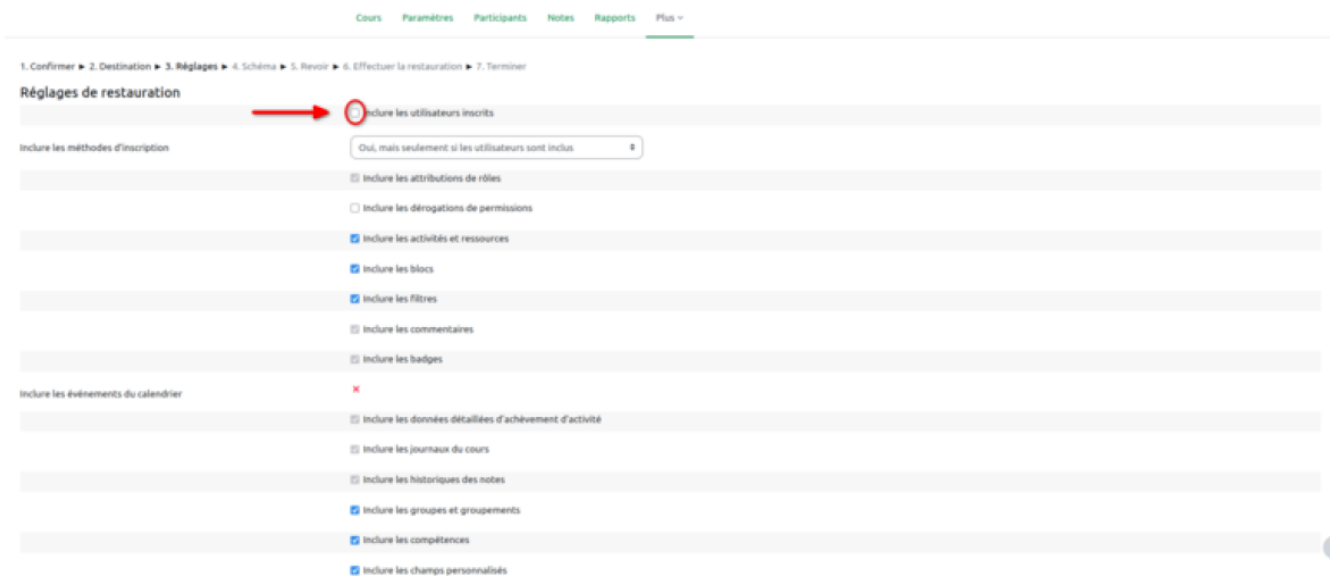 Cours Paramètres Participants Notes Rapports Plus
1. Confirmer ► 2. Destination ► 3. Réglages ► 4. Schéma ► 5. Revoir ► 6. Effectuer la restauration ► 7. Terminer
Réglages de restauration
Inclure les utilisateurs inscrits
Inclure les méthodes d'inscription Oui, mais seulement si les utilisateurs sont inclus
Inclure les attributions de rôles
Inclure les dérogations de permissions
Inclure les activités et ressources
Inclure les blocs
Inclure les filtres
Inclure les commentaires
Inclure les badges
Inclure les événements du calendrier
Inclure les données détaillées d'achèvement d'activité
Inclure les journaux du cours
Inclure les historiques des notes
Inclure les groupes et groupements
Inclure les compétences
Inclure les champs personnalisés